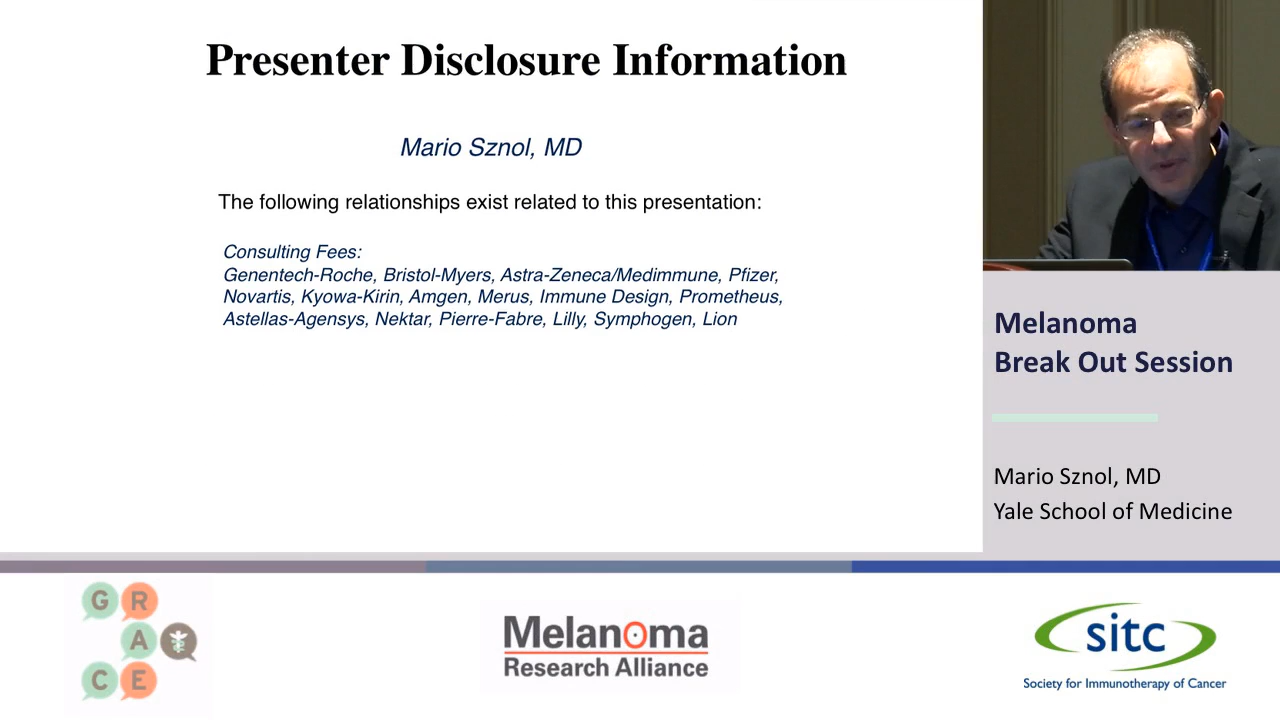 Presenter Disclosure Information
Mario Sznol, MD
The following relationships exist related to this presentation:
Consulting Fees:
Genentech-Roche, Bristol-Myers, Astra-Zeneca/Medimmune, Pfizer,
Novartis, Kyowa-Kirin, Amgen, Merus, Immune Design, Prometheus,
Astellas-Agensys, Nektar, Pierre-Fabre, Lilly, Symphogen, Lion
Melanoma
Break Out Session
Mario Sznol, MD
Yale School of Medicine
G R
A
C E
Melanoma
Research Alliance
sitc
Society for Immunotherapy of Cancer